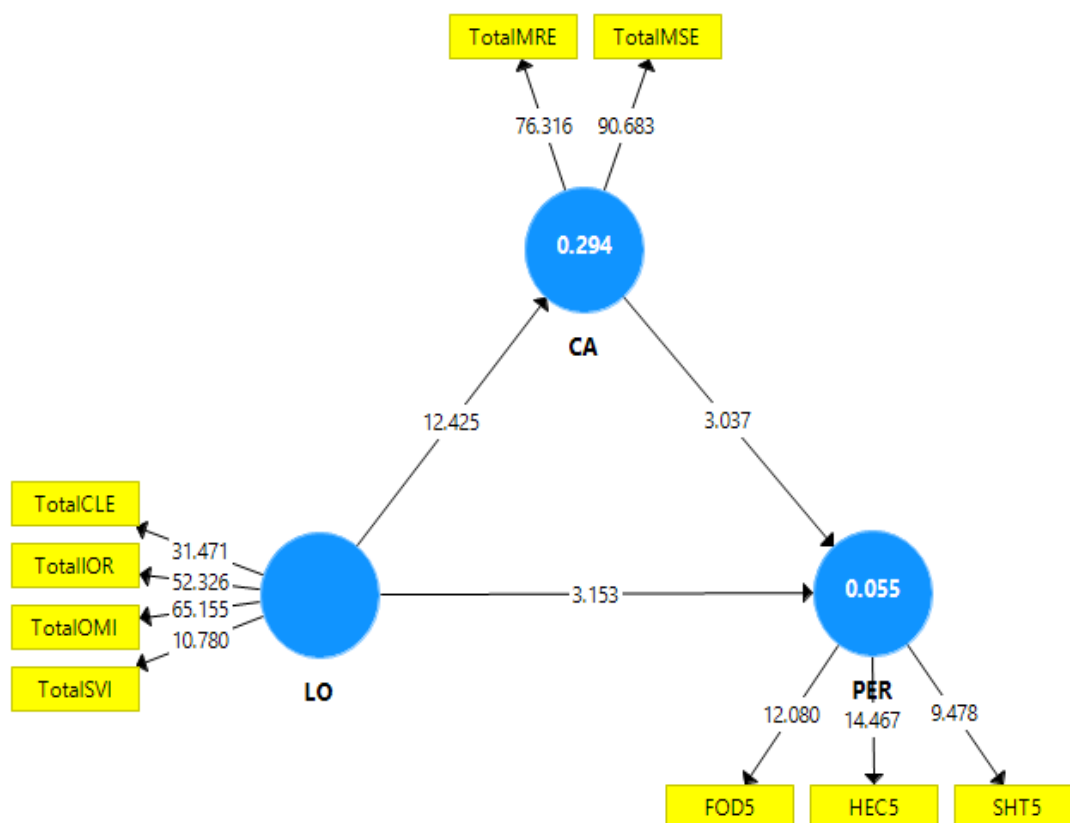 TotalMRE TotalMSE
76.316 90.683
0.294
CA
12.425 3.037
TotalCLE
31.471
TotalIOR
52.326
65.155
TotalOMI
10.780
TotalSVI
LO
3.153
0.055
PER
12.080 14.467 9.478
FOD5 HEC5 SHT5